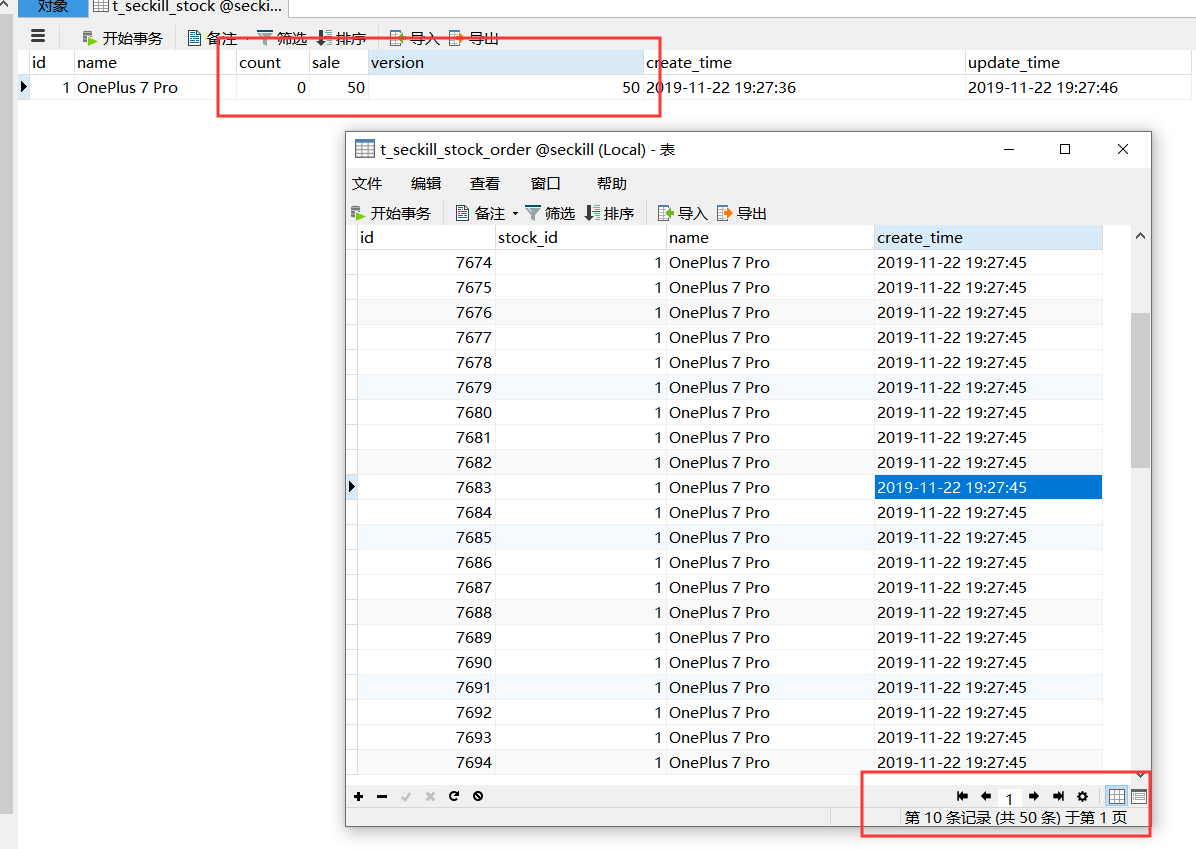 对象 t_seckill_stock @secki...
开始事务 备注 筛选 排序 导入 导出
id name count sale version create_time update_time
1 OnePlus 7 Pro 0 50 50 2019-11-22 19:27:36 2019-11-22 19:27:46
t_seckill_stock_order @seckill (Local) - 表
文件 编辑 查看 窗口 帮助
开始事务 备注 筛选 排序 导入 导出
id stock_id name create_time
7674 1 OnePlus 7 Pro 2019-11-22 19:27:45
7675 1 OnePlus 7 Pro 2019-11-22 19:27:45
7676 1 OnePlus 7 Pro 2019-11-22 19:27:45
7677 1 OnePlus 7 Pro 2019-11-22 19:27:45
7678 1 OnePlus 7 Pro 2019-11-22 19:27:45
7679 1 OnePlus 7 Pro 2019-11-22 19:27:45
7680 1 OnePlus 7 Pro 2019-11-22 19:27:45
7681 1 OnePlus 7 Pro 2019-11-22 19:27:45
7682 1 OnePlus 7 Pro 2019-11-22 19:27:45
7683 1 OnePlus 7 Pro 2019-11-22 19:27:45
7684 1 OnePlus 7 Pro 2019-11-22 19:27:45
7685 1 OnePlus 7 Pro 2019-11-22 19:27:45
7686 1 OnePlus 7 Pro 2019-11-22 19:27:45
7687 1 OnePlus 7 Pro 2019-11-22 19:27:45
7688 1 OnePlus 7 Pro 2019-11-22 19:27:45
7689 1 OnePlus 7 Pro 2019-11-22 19:27:45
7690 1 OnePlus 7 Pro 2019-11-22 19:27:45
7691 1 OnePlus 7 Pro 2019-11-22 19:27:45
7692 1 OnePlus 7 Pro 2019-11-22 19:27:45
7693 1 OnePlus 7 Pro 2019-11-22 19:27:45
7694 1 OnePlus 7 Pro 2019-11-22 19:27:45
1
第 10 条记录 (共 50 条) 于第 1 页